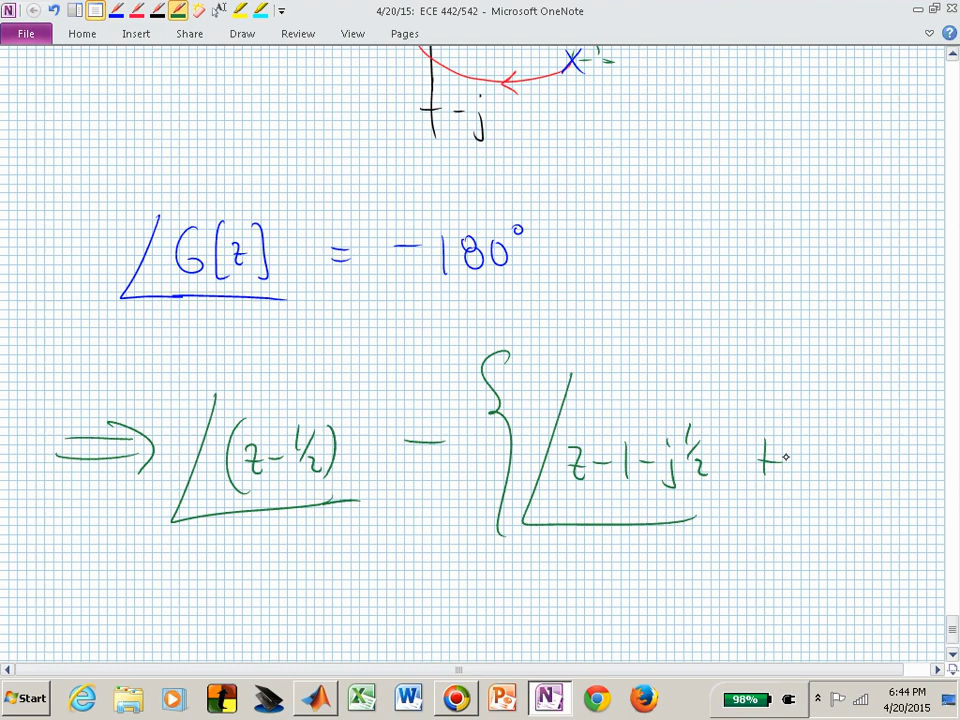 4/20/15: ECE 442/542 - Microsoft OneNote
File Home Insert Share Draw Review View Pages
-j
∠G[z] = -180°
⇒ ∠(z - 1/2) - { ∠z - 1 - j 1/2 +
Start
98%
6:44 PM
4/20/2015